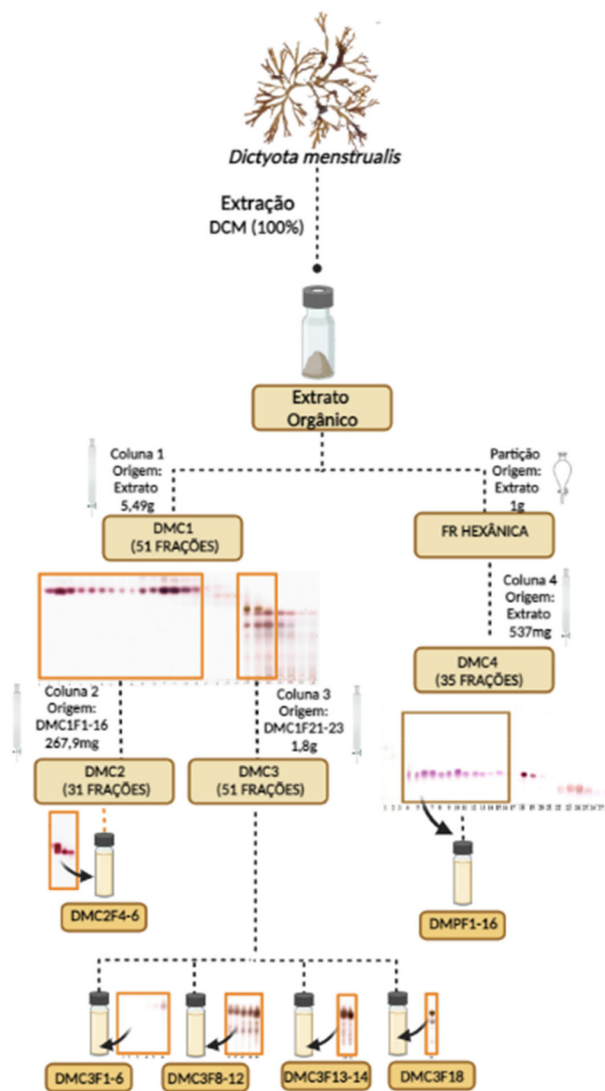 Dictyota menstrualis
Extração
DCM (100%)
Extrato
Orgânico
Coluna 1
Origem:
Extrato
5,49g
Partição
Origem:
Extrato
1g
DMC1
(51 FRAÇÕES)
FR HEXÂNICA
Coluna 4
Origem:
Extrato
537mg
DMC4
(35 FRAÇÕES)
Coluna 2
Origem:
DMC1F1-16
267,9mg
Coluna 3
Origem:
DMC1F21-23
1,8g
DMC2
(31 FRAÇÕES)
DMC3
(51 FRAÇÕES)
DMC2F4-6
DMPF1-16
DMC3F1-6
DMC3F8-12
DMC3F13-14
DMC3F18